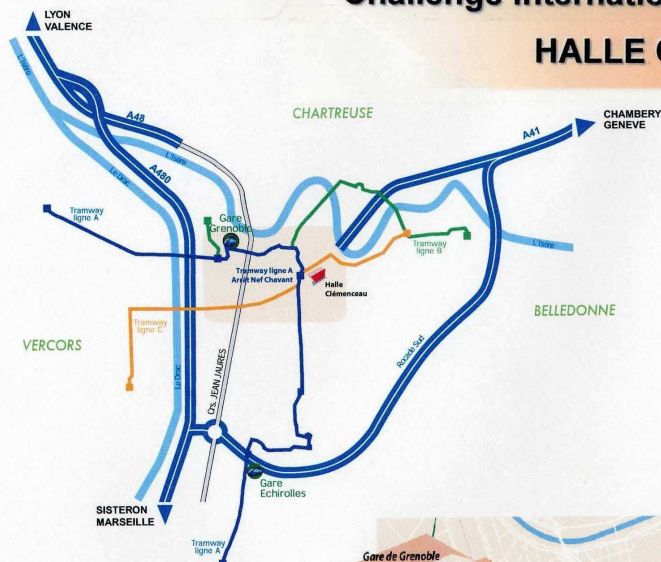 Challenge Internatio
HALLE C
LYON
VALENCE
L'Isère
A48
CHARTREUSE
CHAMBERY
GENEVE
A41
L'Isère
Le Drac
A480
Tramway
ligne A
Gare
Grenoble
Tramway
ligne B
L'Isère
Tramway ligne A
Arrêt Nef Chavant
Halle
Clémenceau
BELLEDONNE
Tramway
ligne C
VERCORS
Le Drac
Crs. JEAN JAURES
Rocade Sud
Gare
Echirolles
SISTERON
MARSEILLE
Tramway
ligne A
Gare de Grenoble